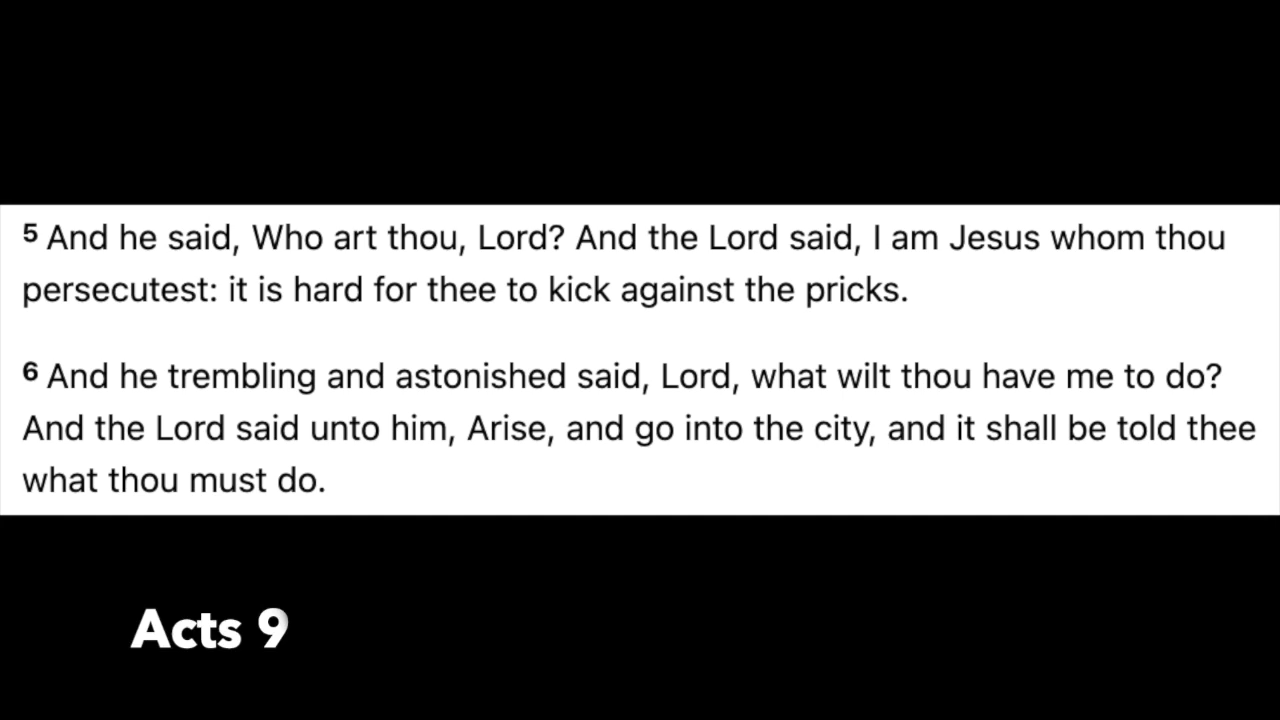 5 And he said, Who art thou, Lord? And the Lord said, I am Jesus whom thou
persecutest: it is hard for thee to kick against the pricks.
6 And he trembling and astonished said, Lord, what wilt thou have me to do?
And the Lord said unto him, Arise, and go into the city, and it shall be told thee
what thou must do.
Acts 9